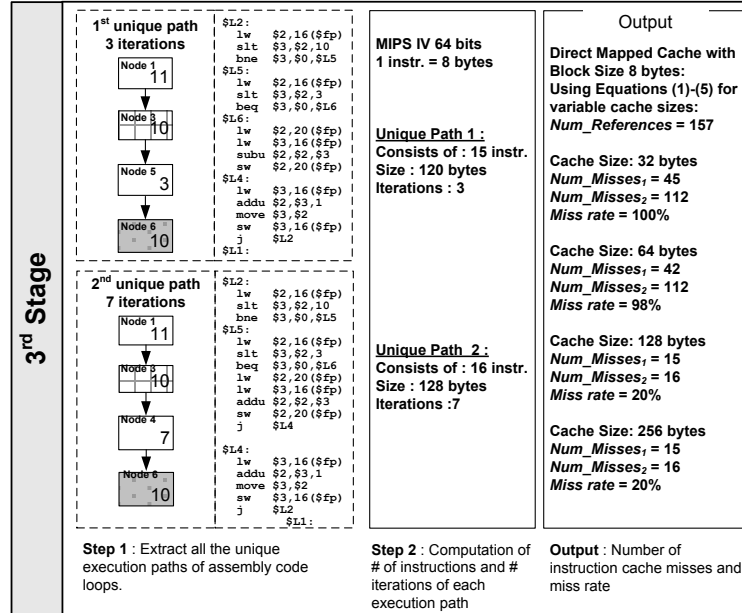 3rd Stage
1st unique path
3 iterations
Node 1
11
Node 3
10
Node 5
3
Node 6
10
$L2:
lw $2,16($fp)
slt $3,$2,10
bne $3,$0,$L5
$L5:
lw $2,16($fp)
slt $3,$2,3
beq $3,$0,$L6
$L6:
lw $2,20($fp)
lw $3,16($fp)
subu $2,$2,$3
sw $2,20($fp)
$L4:
lw $3,16($fp)
addu $2,$3,1
move $3,$2
sw $3,16($fp)
j $L2
$L1:
2nd unique path
7 iterations
Node 1
11
Node 3
10
Node 4
7
Node 6
10
$L2:
lw $2,16($fp)
slt $3,$2,10
bne $3,$0,$L5
$L5:
lw $2,16($fp)
slt $3,$2,3
beq $3,$0,$L6
lw $2,20($fp)
lw $3,16($fp)
addu $2,$2,$3
sw $2,20($fp)
j $L4
$L4:
lw $3,16($fp)
addu $2,$3,1
move $3,$2
sw $3,16($fp)
j $L2
$L1:
Step 1 : Extract all the unique
execution paths of assembly code
loops.
MIPS IV 64 bits
1 instr. = 8 bytes
Unique Path 1 :
Consists of : 15 instr.
Size : 120 bytes
Iterations : 3
Unique Path 2 :
Consists of : 16 instr.
Size : 128 bytes
Iterations :7
Step 2 : Computation of
# of instructions and #
iterations of each
execution path
Output
Direct Mapped Cache with
Block Size 8 bytes:
Using Equations (1)-(5) for
variable cache sizes:
Num_References = 157
Cache Size: 32 bytes
Num_Misses1 = 45
Num_Misses2 = 112
Miss rate = 100%
Cache Size: 64 bytes
Num_Misses1 = 42
Num_Misses2 = 112
Miss rate = 98%
Cache Size: 128 bytes
Num_Misses1 = 15
Num_Misses2 = 16
Miss rate = 20%
Cache Size: 256 bytes
Num_Misses1 = 15
Num_Misses2 = 16
Miss rate = 20%
Output : Number of
instruction cache misses and
miss rate